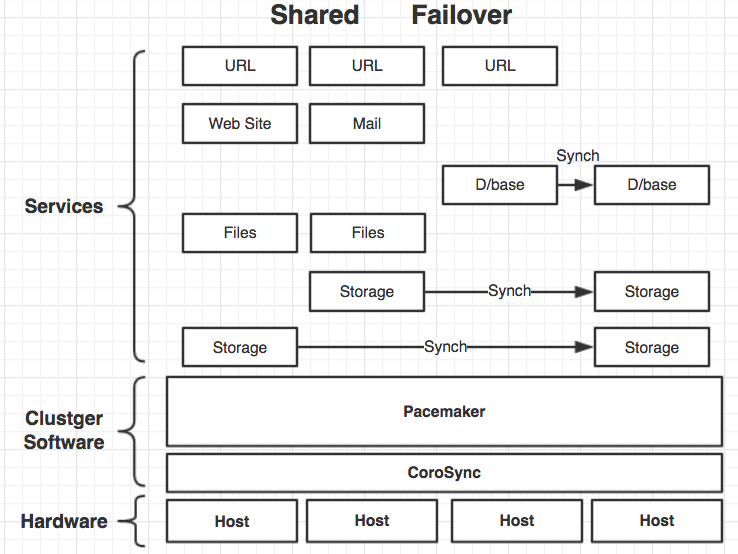 Shared Failover
URL URL URL
Web Site Mail
Synch
D/base D/base
Services
Files Files
Storage Synch Storage
Storage Synch Storage
Clustger
Software
Pacemaker
CoroSync
Hardware Host Host Host Host